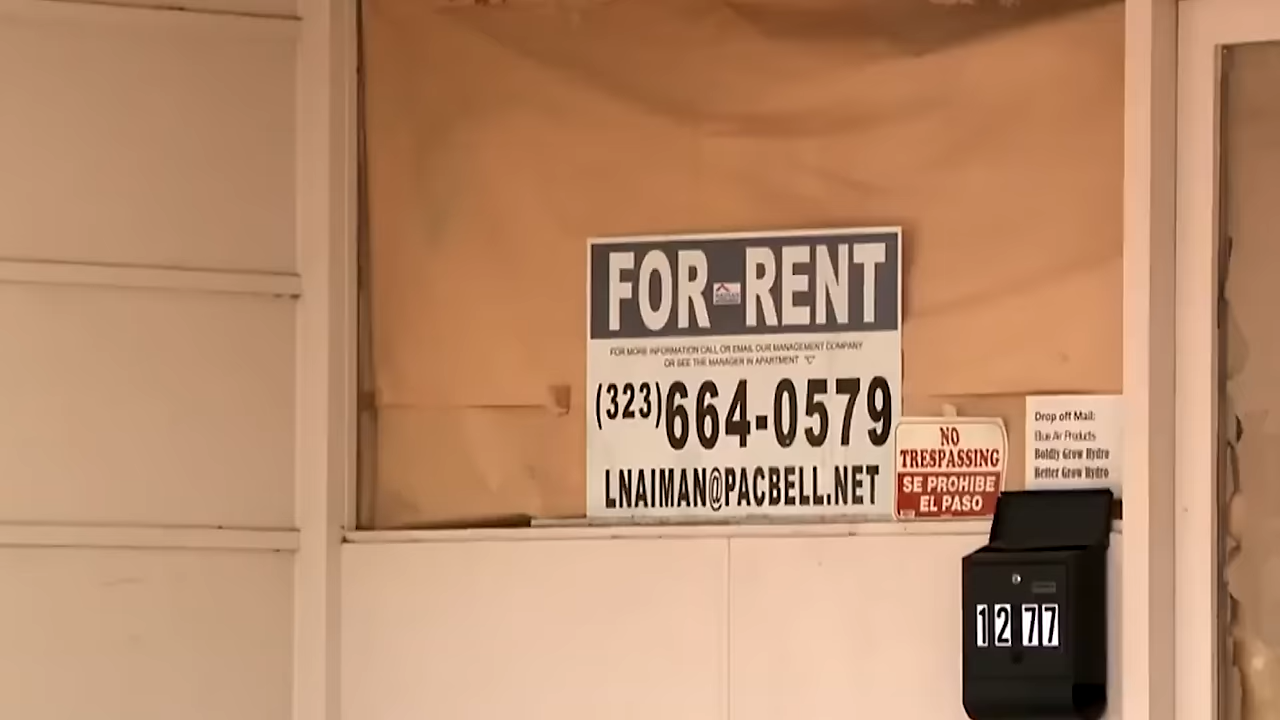 FOR RENT
FOR MORE INFORMATION CALL OR EMAIL OUR MANAGEMENT COMPANY
OR SEE THE MANAGER IN APARTMENT "C"
(323)664-0579
LNAIMAN@PACBELL.NET
NO
TRESPASSING
SE PROHIBE
EL PASO
Drop off Mail:
Blue Air Products
Boldly Grow Hydro
Better Grow Hydro
1277